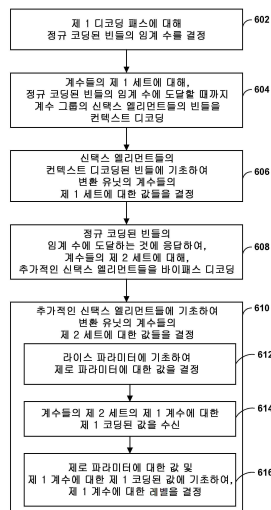 제 1 디코딩 패스에 대해
정규 코딩된 빈들의 임계 수를 결정
602
계수들의 제 1 세트에 대해,
정규 코딩된 빈들의 임계 수에 도달할 때까지
계수 그룹의 신택스 엘리먼트들의 빈들을
컨텍스트 디코딩
604
신택스 엘리먼트들의
컨텍스트 디코딩된 빈들에 기초하여
변환 유닛의 계수들의
제 1 세트에 대한 값들을 결정
606
정규 코딩된 빈들의
임계 수에 도달하는 것에 응답하여,
계수들의 제 2 세트에 대해,
추가적인 신택스 엘리먼트들을 바이패스 디코딩
608
추가적인 신택스 엘리먼트들에 기초하여
변환 유닛의 계수들의
제 2 세트에 대한 값들을 결정
610
라이스 파라미터에 기초하여
제로 파라미터에 대한 값을 결정
612
계수들의 제 2 세트의 제 1 계수에 대한
제 1 코딩된 값을 수신
614
제로 파라미터에 대한 값 및
제 1 계수에 대한 제 1 코딩된 값에 기초하여,
제 1 계수에 대한 레벨을 결정
616